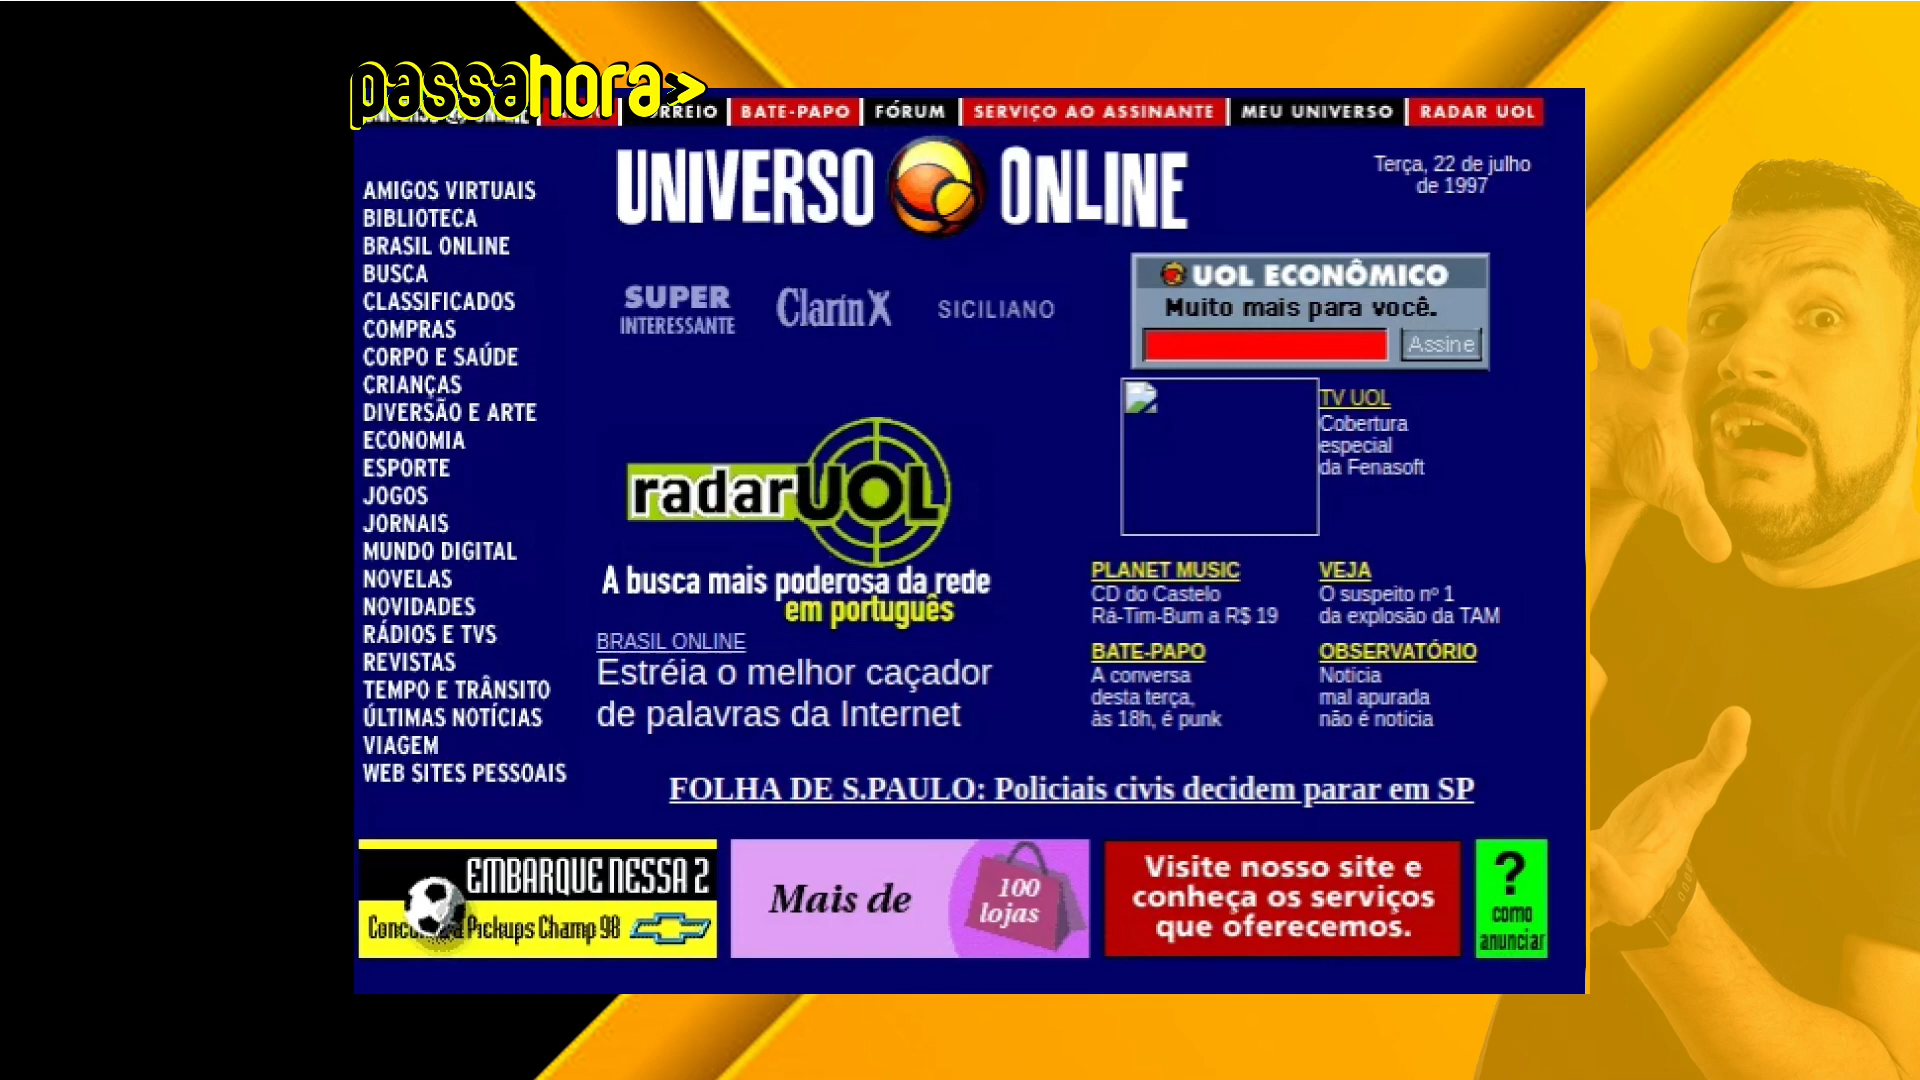 passahora>
BATE-PAPO
FÓRUM
SERVIÇO AO ASSINANTE
MEU UNIVERSO
RADAR UOL
UNIVERSO ONLINE
Terça, 22 de julho
de 1997
AMIGOS VIRTUAIS
BIBLIOTECA
BRASIL ONLINE
BUSCA
CLASSIFICADOS
COMPRAS
CORPO E SAÚDE
CRIANÇAS
DIVERSÃO E ARTE
ECONOMIA
ESPORTE
JOGOS
JORNAIS
MUNDO DIGITAL
NOVELAS
NOVIDADES
RÁDIOS E TVS
REVISTAS
TEMPO E TRÂNSITO
ÚLTIMAS NOTÍCIAS
VIAGEM
WEB SITES PESSOAIS
SUPER
INTERESSANTE
Clarín X
SICILIANO
UOL ECONÔMICO
Muito mais para você.
Assine
TV UOL
Cobertura
especial
da Fenasoft
radarUOL
A busca mais poderosa da rede
em português
BRASIL ONLINE
Estréia o melhor caçador
de palavras da Internet
PLANET MUSIC
CD do Castelo
Rá-Tim-Bum a R$ 19
VEJA
O suspeito nº 1
da explosão da TAM
BATE-PAPO
A conversa
desta terça,
às 18h, é punk
OBSERVATÓRIO
Notícia
mal apurada
não é notícia
FOLHA DE S.PAULO: Policiais civis decidem parar em SP
EMBARQUE NESSA 2
Pickups Champ 98
Mais de
100
lojas
Visite nosso site e
conheça os serviços
que oferecemos.
?
como
anunciar